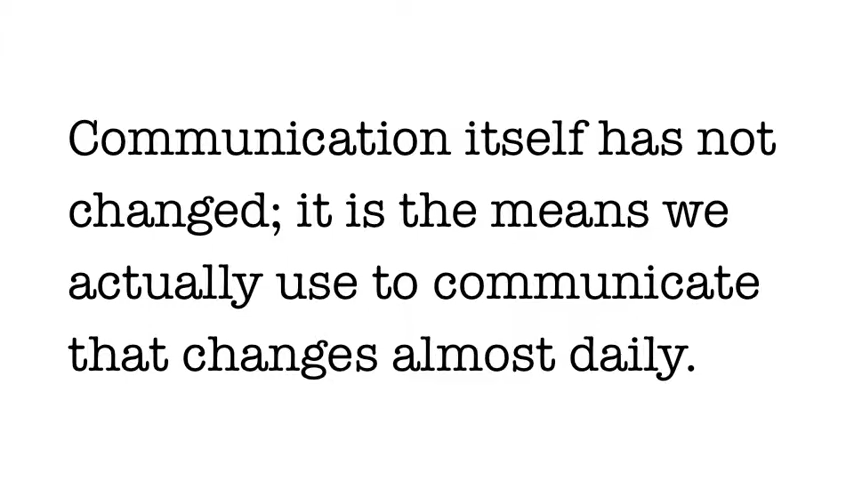 Communication itself has not
changed; it is the means we
actually use to communicate
that changes almost daily.